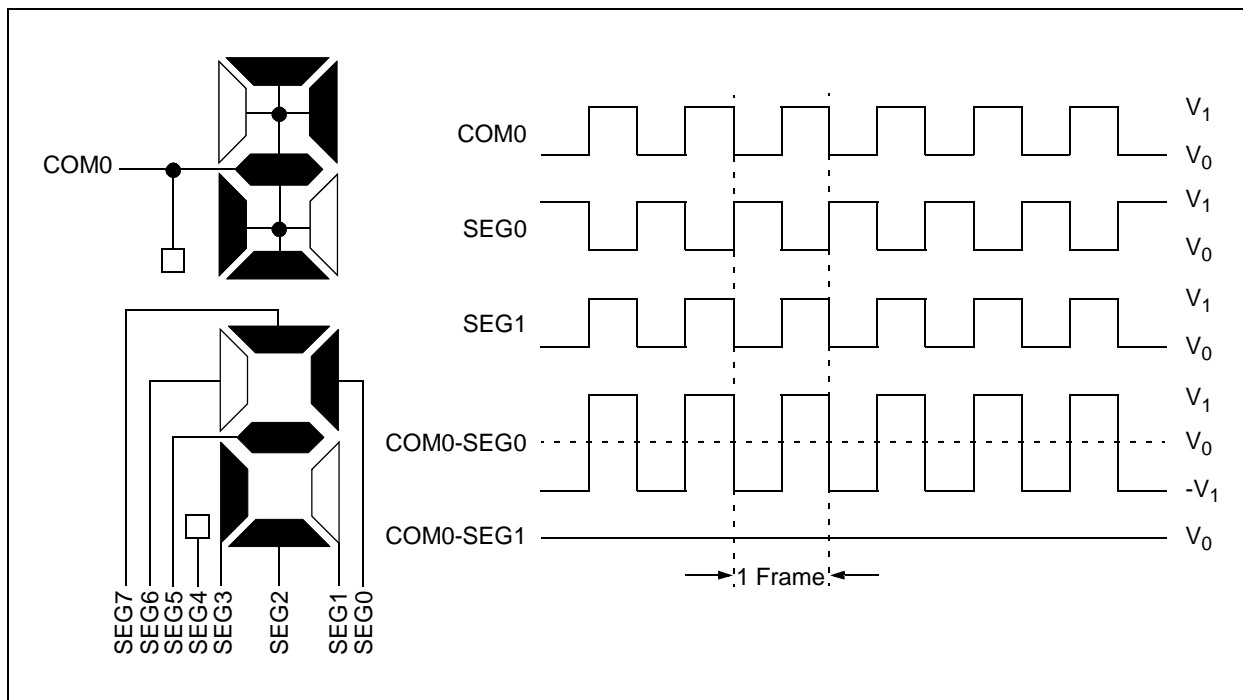 COM0
COM0
V1
V0
SEG0
V1
V0
SEG1
V1
V0
COM0-SEG0
V1
V0
-V1
COM0-SEG1
V0
1 Frame
SEG7
SEG6
SEG5
SEG4
SEG3
SEG2
SEG1
SEG0